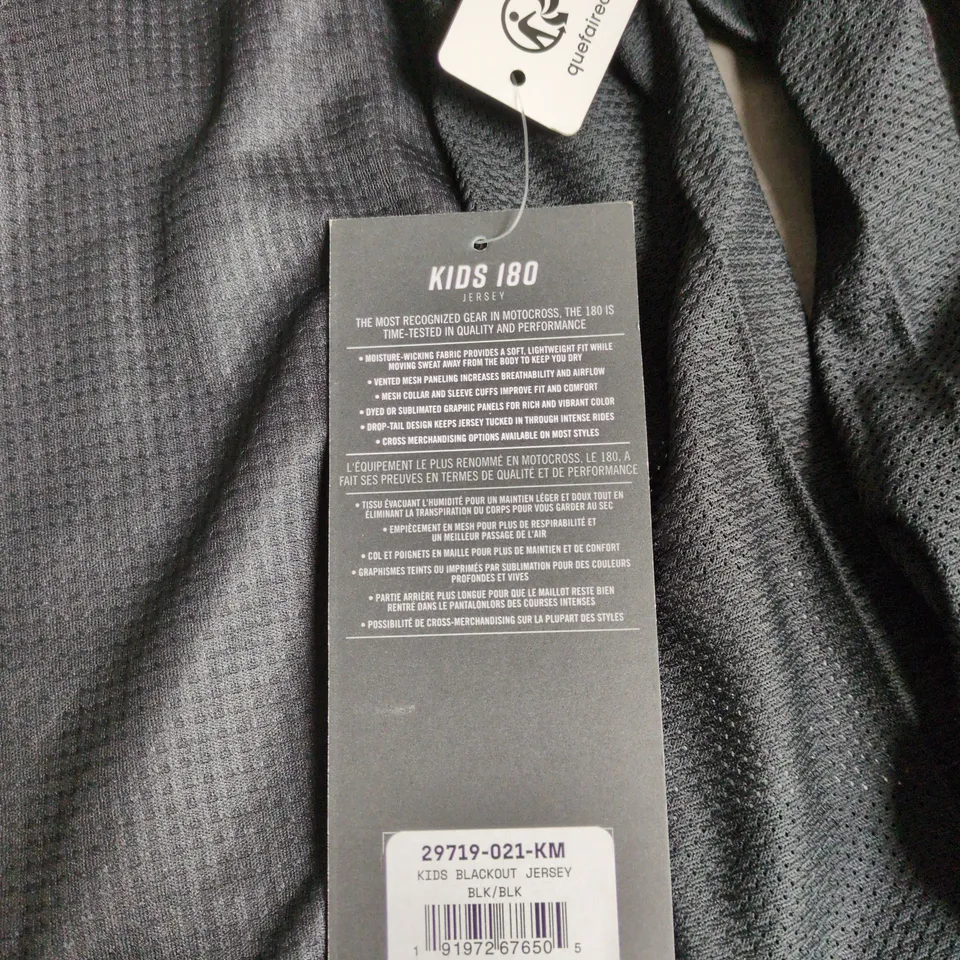 quefaired
KIDS 180
JERSEY
THE MOST RECOGNIZED GEAR IN MOTOCROSS, THE 180 IS
TIME-TESTED IN QUALITY AND PERFORMANCE
• MOISTURE-WICKING FABRIC PROVIDES A SOFT, LIGHTWEIGHT FIT WHILE
MOVING SWEAT AWAY FROM THE BODY TO KEEP YOU DRY
• VENTED MESH PANELING INCREASES BREATHABILITY AND AIRFLOW
• MESH COLLAR AND SLEEVE CUFFS IMPROVE FIT AND COMFORT
• DYED OR SUBLIMATED GRAPHIC PANELS FOR RICH AND VIBRANT COLOR
• DROP-TAIL DESIGN KEEPS JERSEY TUCKED IN THROUGH INTENSE RIDES
• CROSS MERCHANDISING OPTIONS AVAILABLE ON MOST STYLES
L'ÉQUIPEMENT LE PLUS RENOMMÉ EN MOTOCROSS, LE 180, A
FAIT SES PREUVES EN TERMES DE QUALITÉ ET DE PERFORMANCE
• TISSU ÉVACUANT L'HUMIDITÉ POUR UN MAINTIEN LÉGER ET DOUX TOUT EN
ÉLIMINANT LA TRANSPIRATION DU CORPS POUR VOUS GARDER AU SEC
• EMPIÈCEMENT EN MESH POUR PLUS DE RESPIRABILITÉ ET
UN MEILLEUR PASSAGE DE L'AIR
• COL ET POIGNETS EN MAILLE POUR PLUS DE MAINTIEN ET DE CONFORT
• GRAPHISMES TEINTS OU IMPRIMÉS PAR SUBLIMATION POUR DES COULEURS
PROFONDES ET VIVES
• PARTIE ARRIÈRE PLUS LONGUE POUR QUE LE MAILLOT RESTE BIEN
RENTRÉ DANS LE PANTALONLORS DES COURSES INTENSES
• POSSIBILITÉ DE CROSS-MERCHANDISING SUR LA PLUPART DES STYLES
29719-021-KM
KIDS BLACKOUT JERSEY
BLK/BLK
1 91972 67650 5